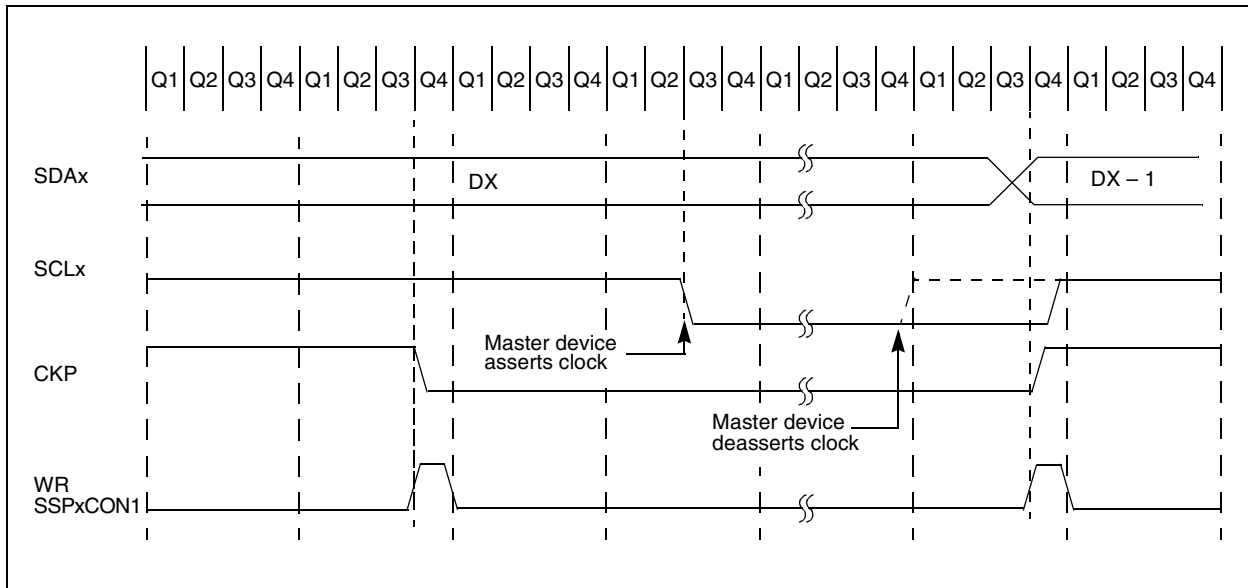 Q1 Q2 Q3 Q4 Q1 Q2 Q3 Q4 Q1 Q2 Q3 Q4 Q1 Q2 Q3 Q4 Q1 Q2 Q3 Q4 Q1 Q2 Q3 Q4 Q1 Q2 Q3 Q4
SDAx
DX
DX – 1
SCLx
Master device
asserts clock
CKP
Master device
deasserts clock
WR
SSPxCON1